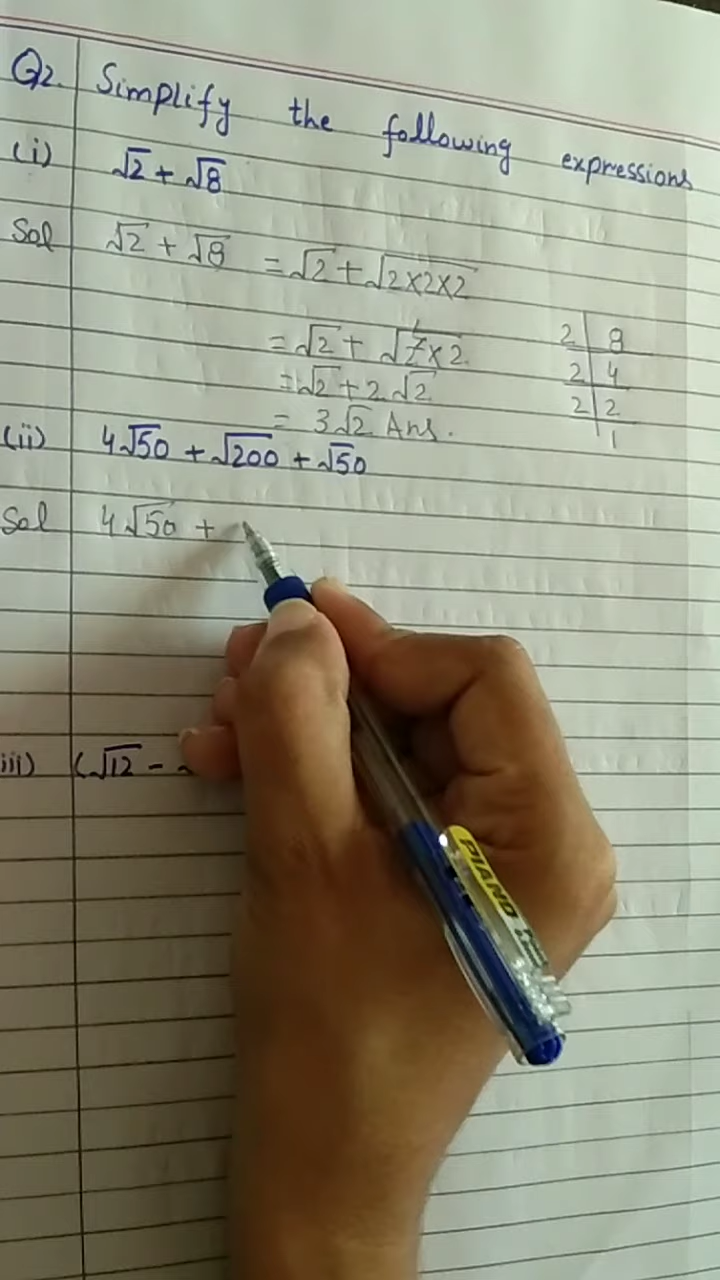 Q2. Simplify the following expressions
(i) √2 + √8
Sol √2 + √8 = √2 + √2×2×2
= √2 + √2²×2
= √2 + 2√2
= 3√2 Ans.
2 8
2 4
2 2
1
(ii) 4√50 + √200 + √50
Sol 4√50 +
iii) (√12 -
PIANO